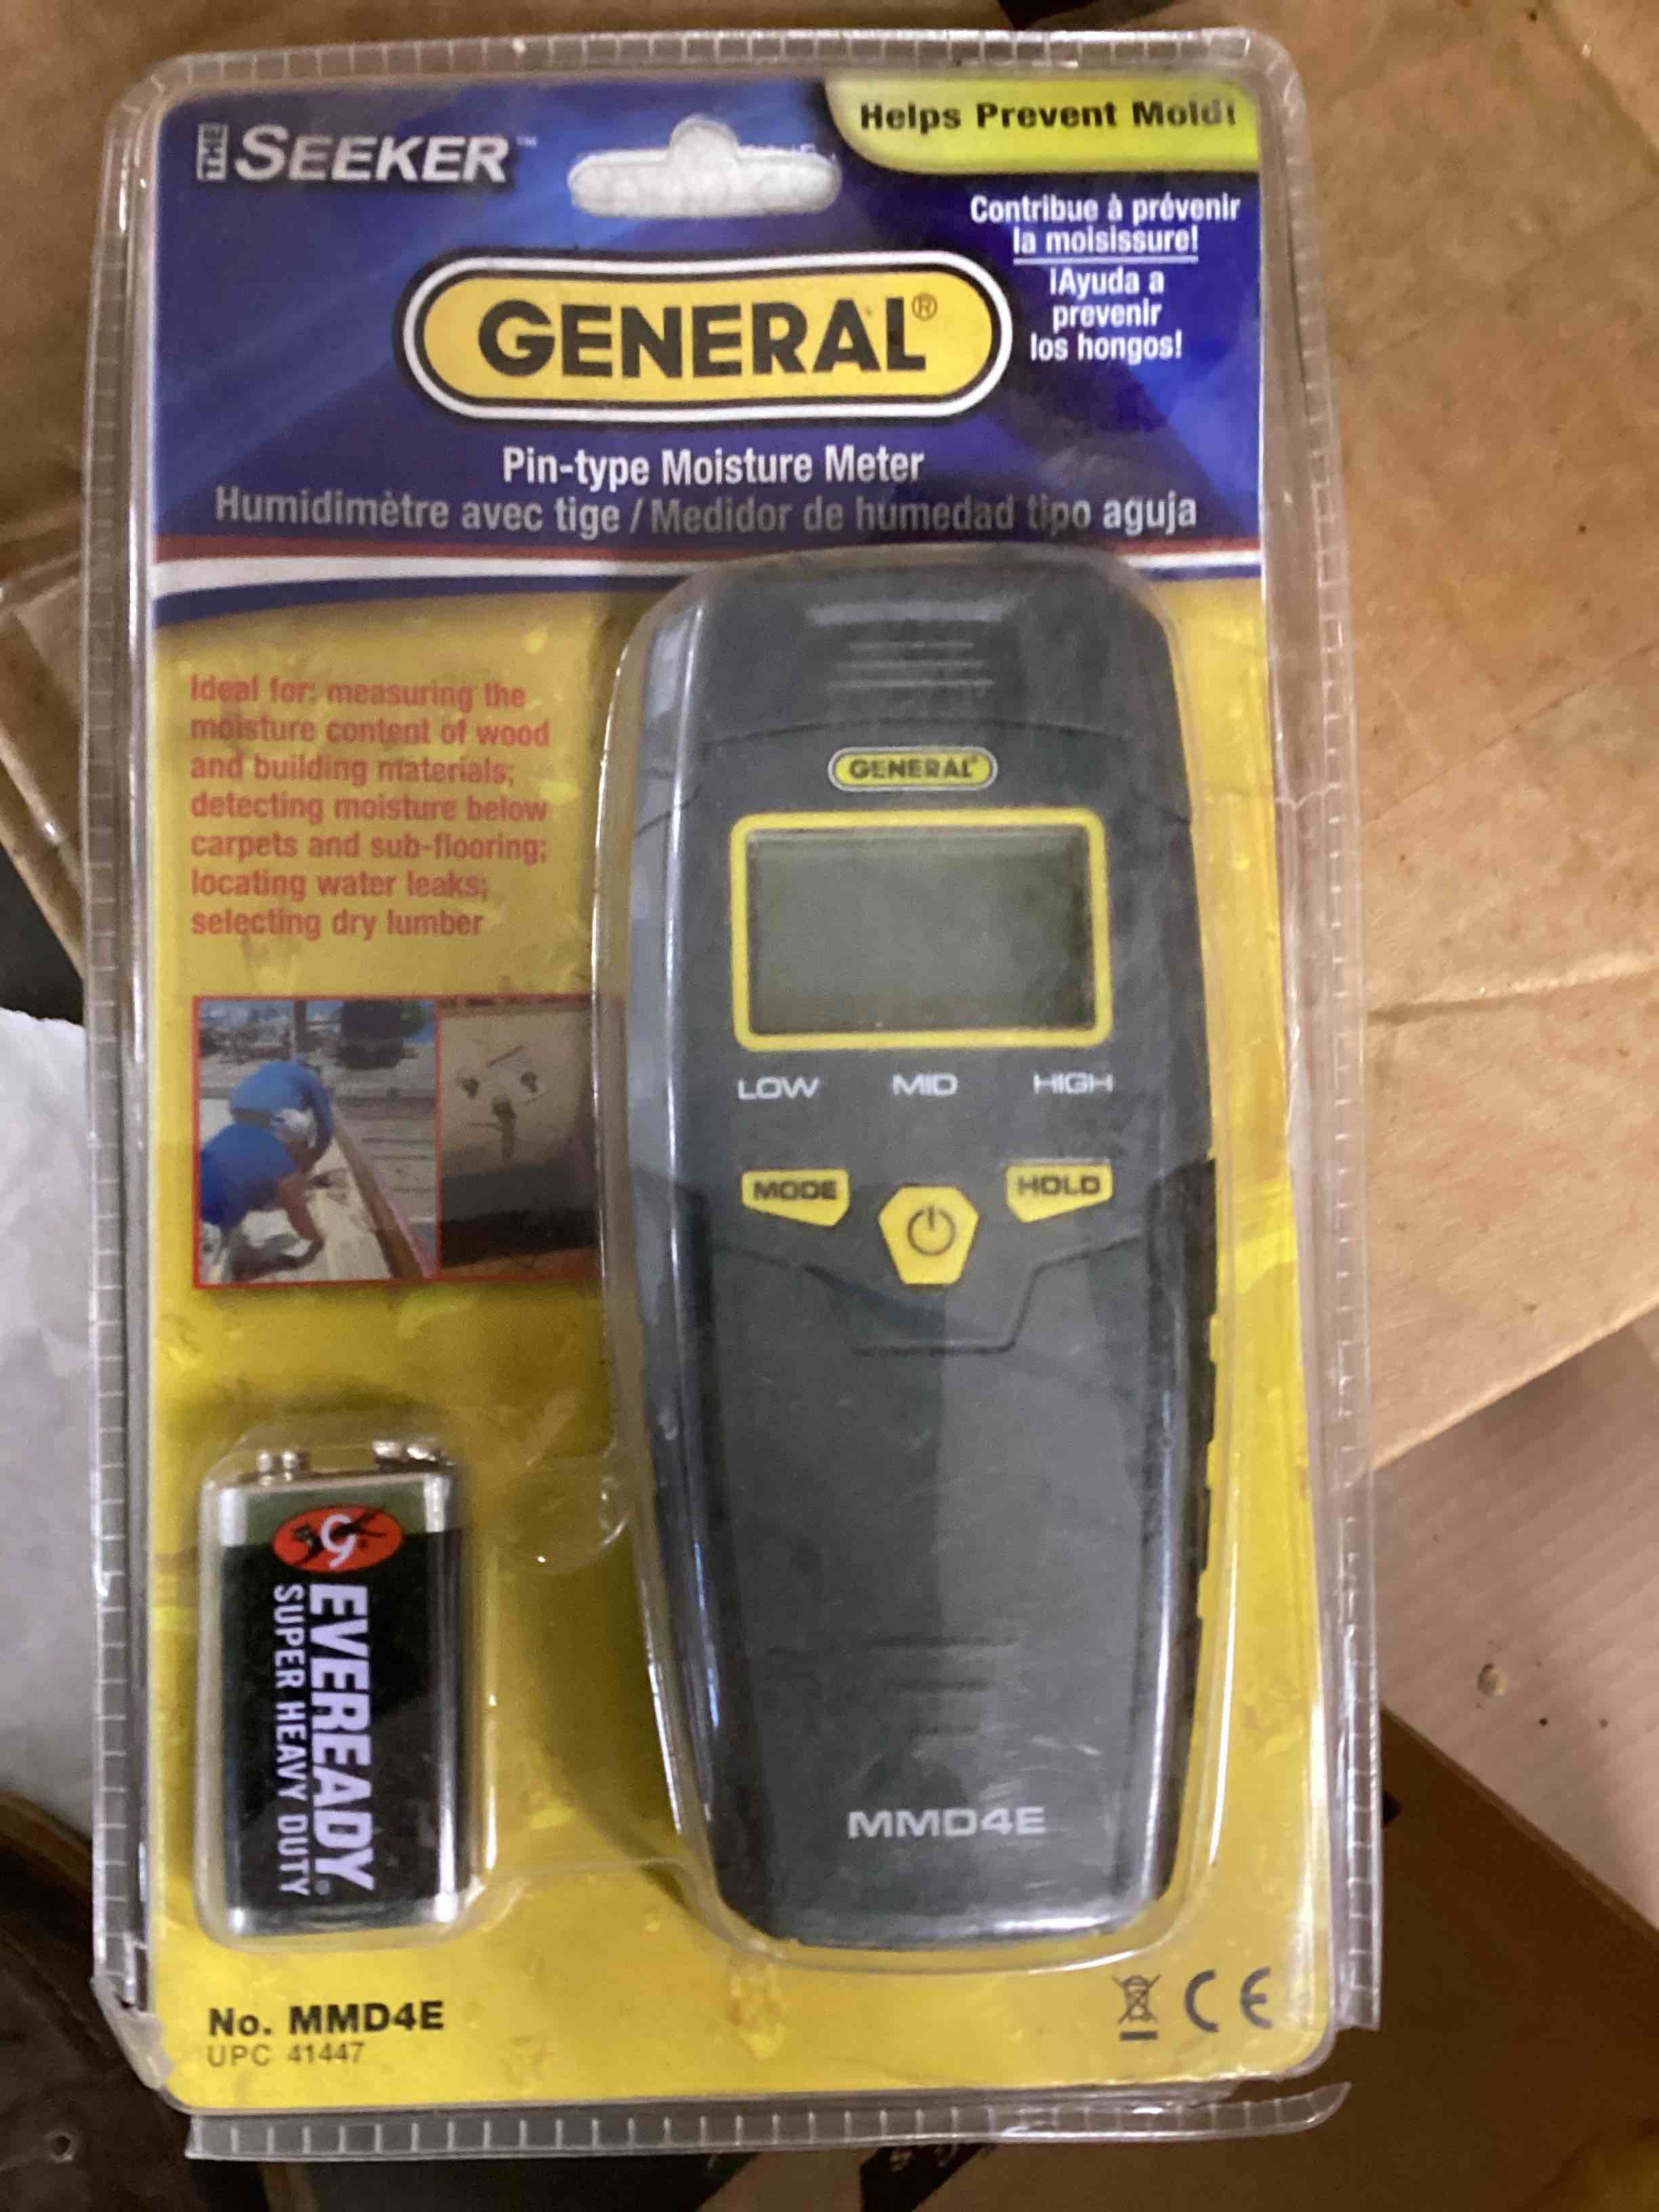 THE SEEKER™
Helps Prevent Mold!
Contribue à prévenir
la moisissure!
¡Ayuda a
prevenir
los hongos!
GENERAL®
Pin-type Moisture Meter
Humidimètre avec tige / Medidor de humedad tipo aguja
Ideal for: measuring the
moisture content of wood
and building materials;
detecting moisture below
carpets and sub-flooring;
locating water leaks;
selecting dry lumber
GENERAL®
LOW MID HIGH
MODE HOLD
MMD4E
9
EVEREADY®
SUPER HEAVY DUTY
No. MMD4E
UPC 41447
CE